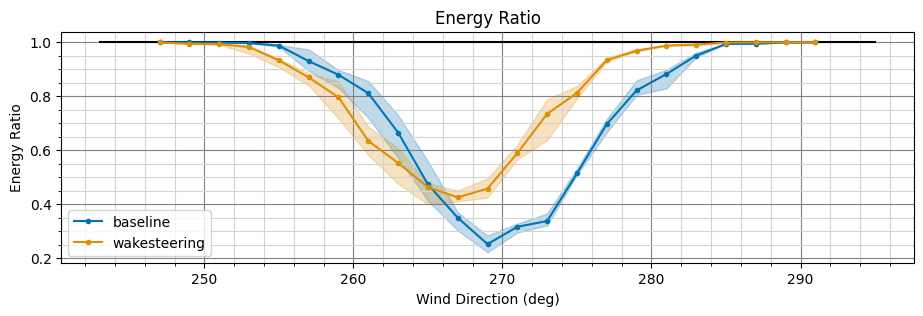 Energy Ratio
Energy Ratio
1.0
0.8
0.6
0.4
0.2
baseline
wakesteering
250 260 270 280 290
Wind Direction (deg)